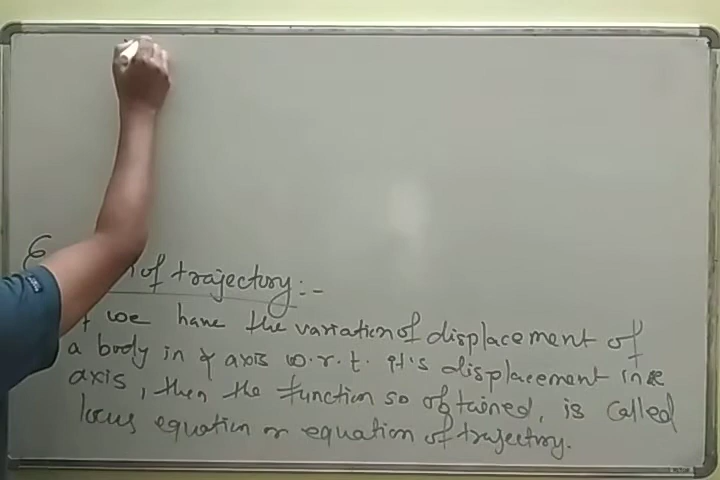 of trajectory:-
we have the variation of displacement of
a body in y axis w.r.t. it's displacement in x
axis, then the function so obtained, is called
locus equation or equation of trajectory.